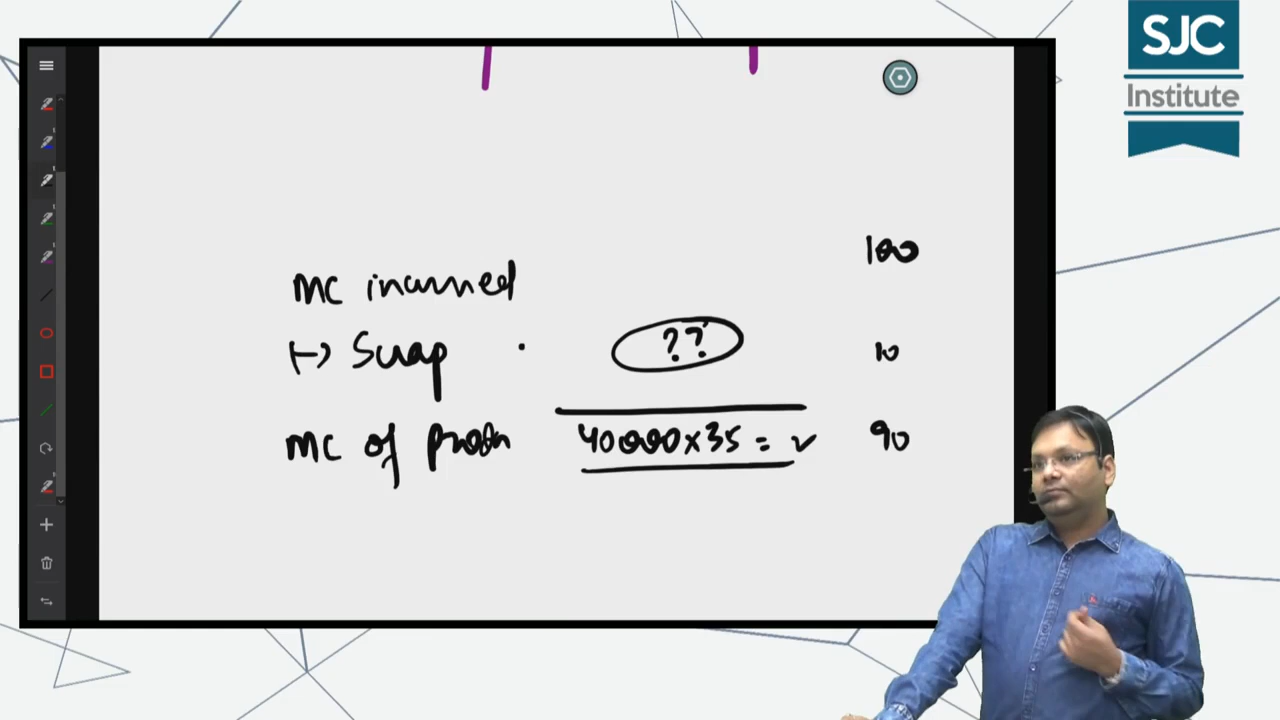 SJC
Institute
MC incurred 100
(-) Scrap ?? 10
MC of prodn 40000x35 = ✓ 90